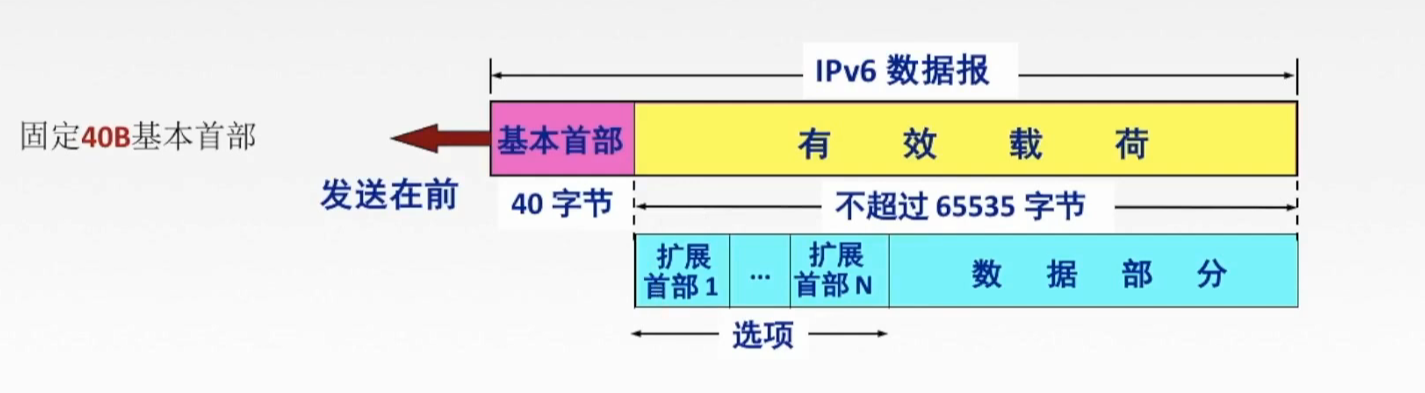 IPv6 数据报
固定40B基本首部
基本首部
有 效 载 荷
发送在前
40 字节
不超过 65535 字节
扩展
首部 1
...
扩展
首部 N
数 据 部 分
选项